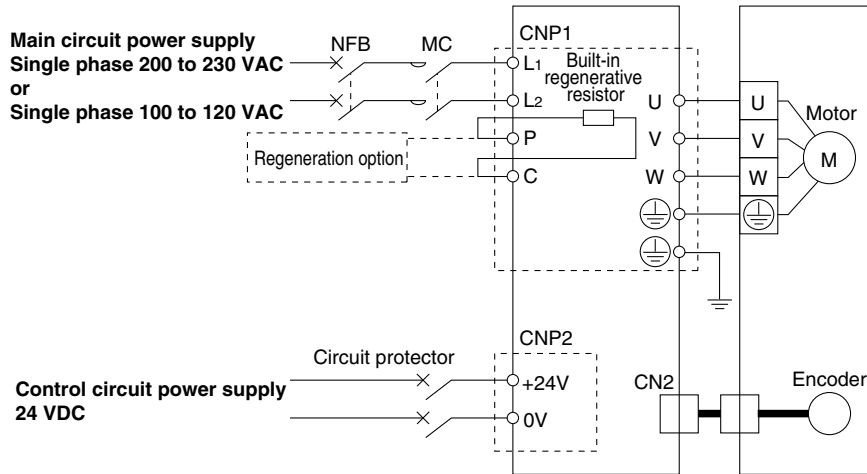 Main circuit power supply
Single phase 200 to 230 VAC
or
Single phase 100 to 120 VAC
NFB
MC
CNP1
L1
L2
P
C
Built-in
regenerative
resistor
Regeneration option
U
V
W
U
V
W
Motor
M
Control circuit power supply
24 VDC
Circuit protector
CNP2
+24V
0V
CN2
Encoder